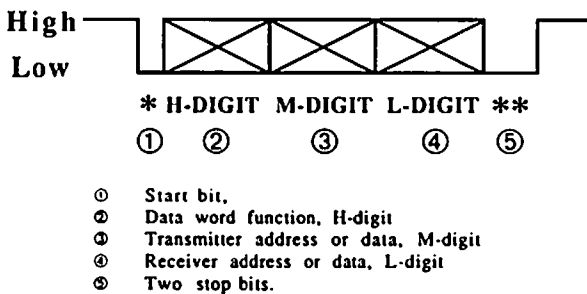 High
Low
* H-DIGIT M-DIGIT L-DIGIT **
① ② ③ ④ ⑤
① Start bit,
② Data word function, H-digit
③ Transmitter address or data, M-digit
④ Receiver address or data, L-digit
⑤ Two stop bits.